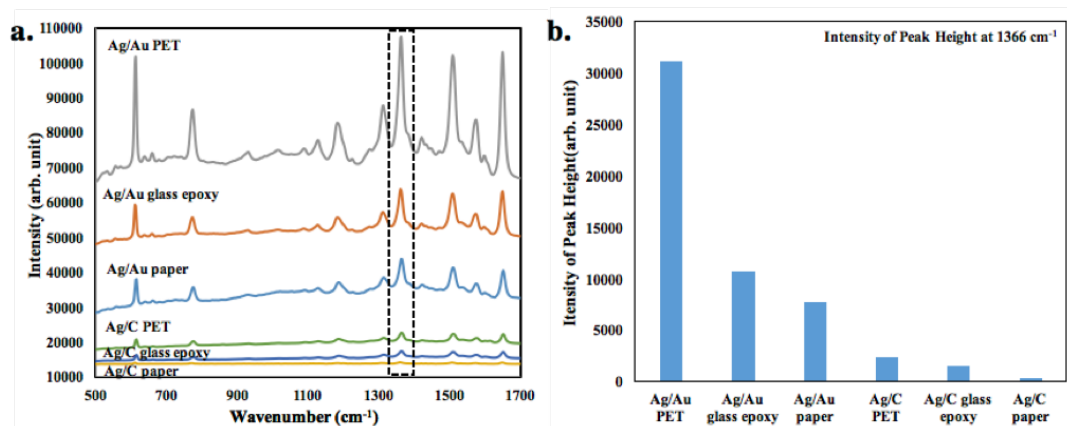 a.
110000
100000
90000
80000
70000
60000
50000
40000
30000
20000
10000
Intensity (arb. unit)
Ag/Au PET
Ag/Au glass epoxy
Ag/Au paper
Ag/C PET
Ag/C glass epoxy
Ag/C paper
500 700 900 1100 1300 1500 1700
Wavenumber (cm⁻¹)
b.
Intensity of Peak Height at 1366 cm⁻¹
35000
30000
25000
20000
15000
10000
5000
0
Itensity of Peak Height(arb. unit)
Ag/Au Ag/Au Ag/Au Ag/C Ag/C glass Ag/C
PET glass epoxy paper PET epoxy paper